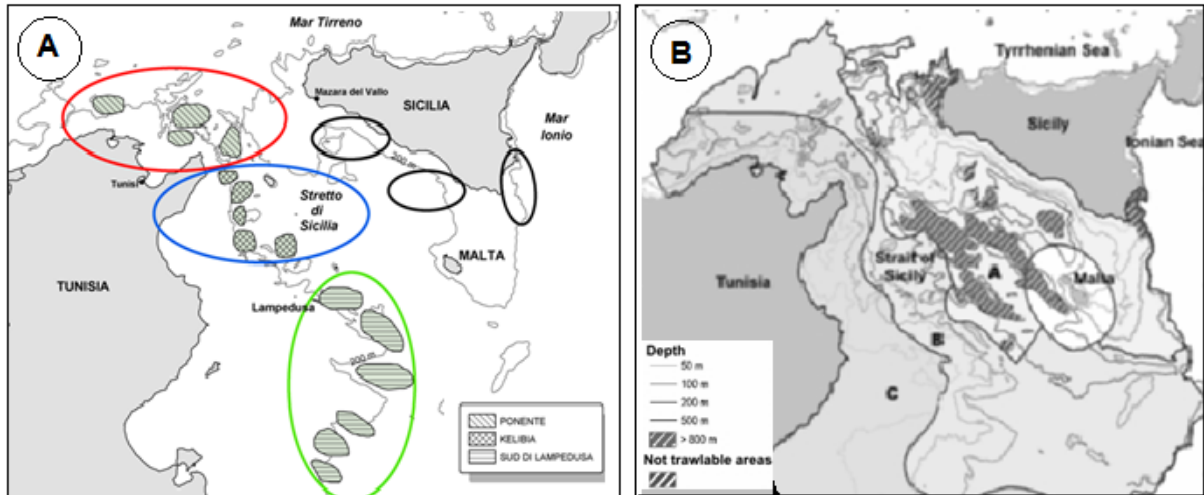 A
Mar Tirreno
Mazara del Vallo
SICILIA
Mar
Ionio
200 m
Tunisi
Stretto
di
Sicilia
MALTA
TUNISIA
Lampedusa
200 m
PONENTE
KELIBIA
SUD DI LAMPEDUSA
B
Tyrrhenian Sea
Sicily
Ionian Sea
Tunisia
Strait of
Sicily
A
Malta
B
C
Depth
50 m
100 m
200 m
500 m
> 800 m
Not trawlable areas